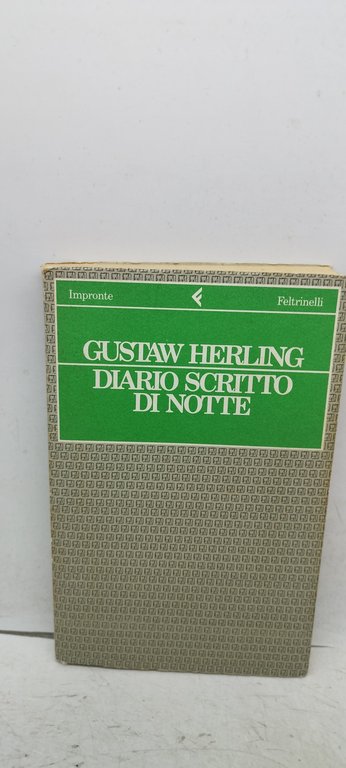 Impronte Feltrinelli
GUSTAW HERLING
DIARIO SCRITTO
DI NOTTE